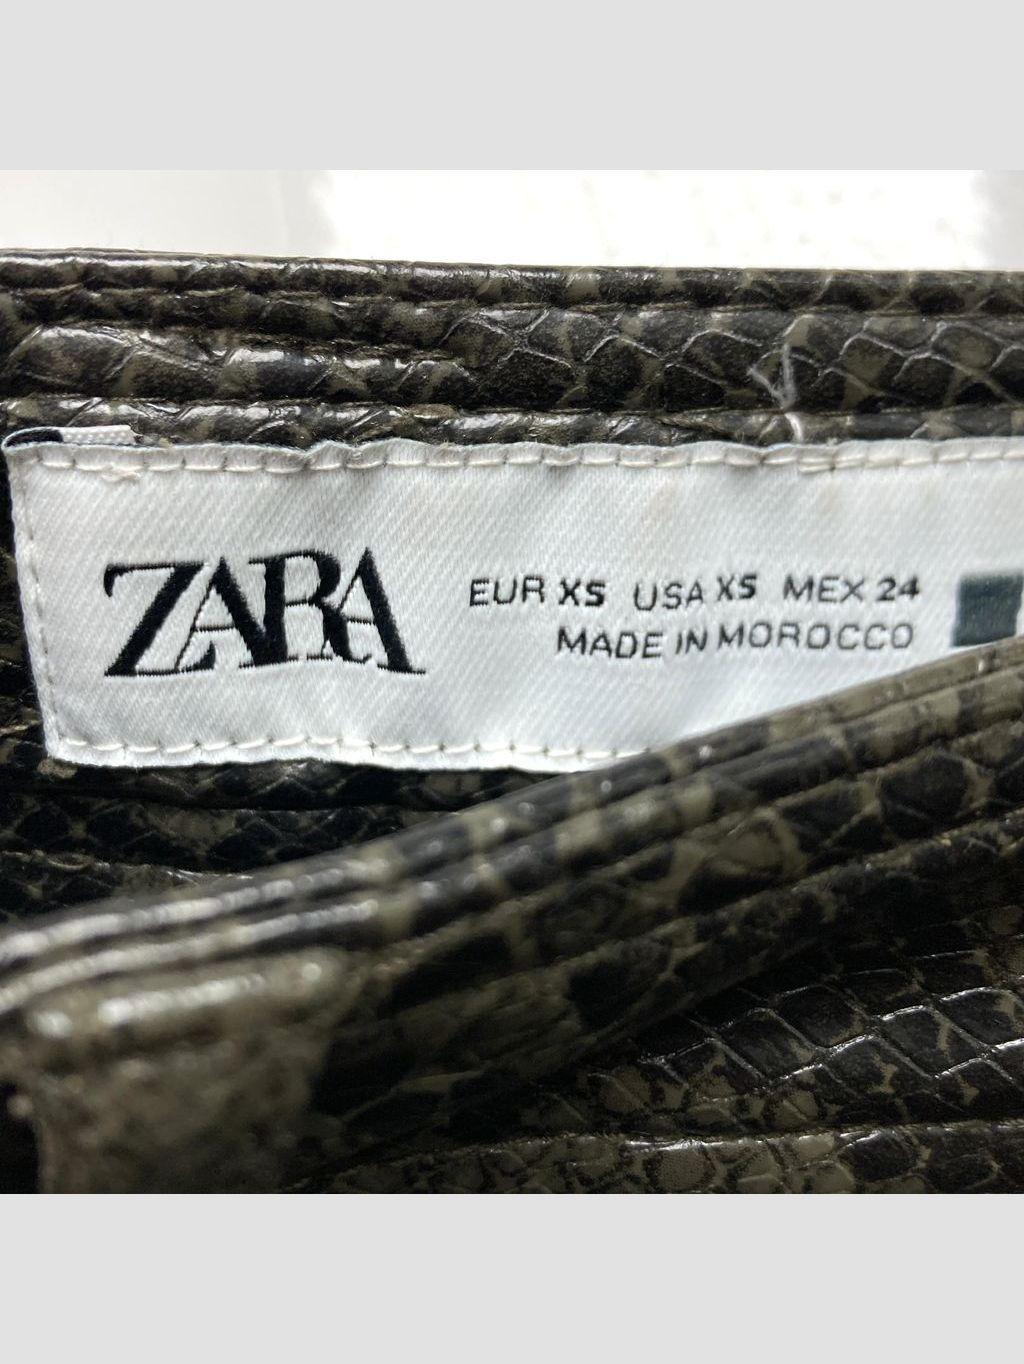 ZARA
EUR XS USA XS MEX 24
MADE IN MOROCCO